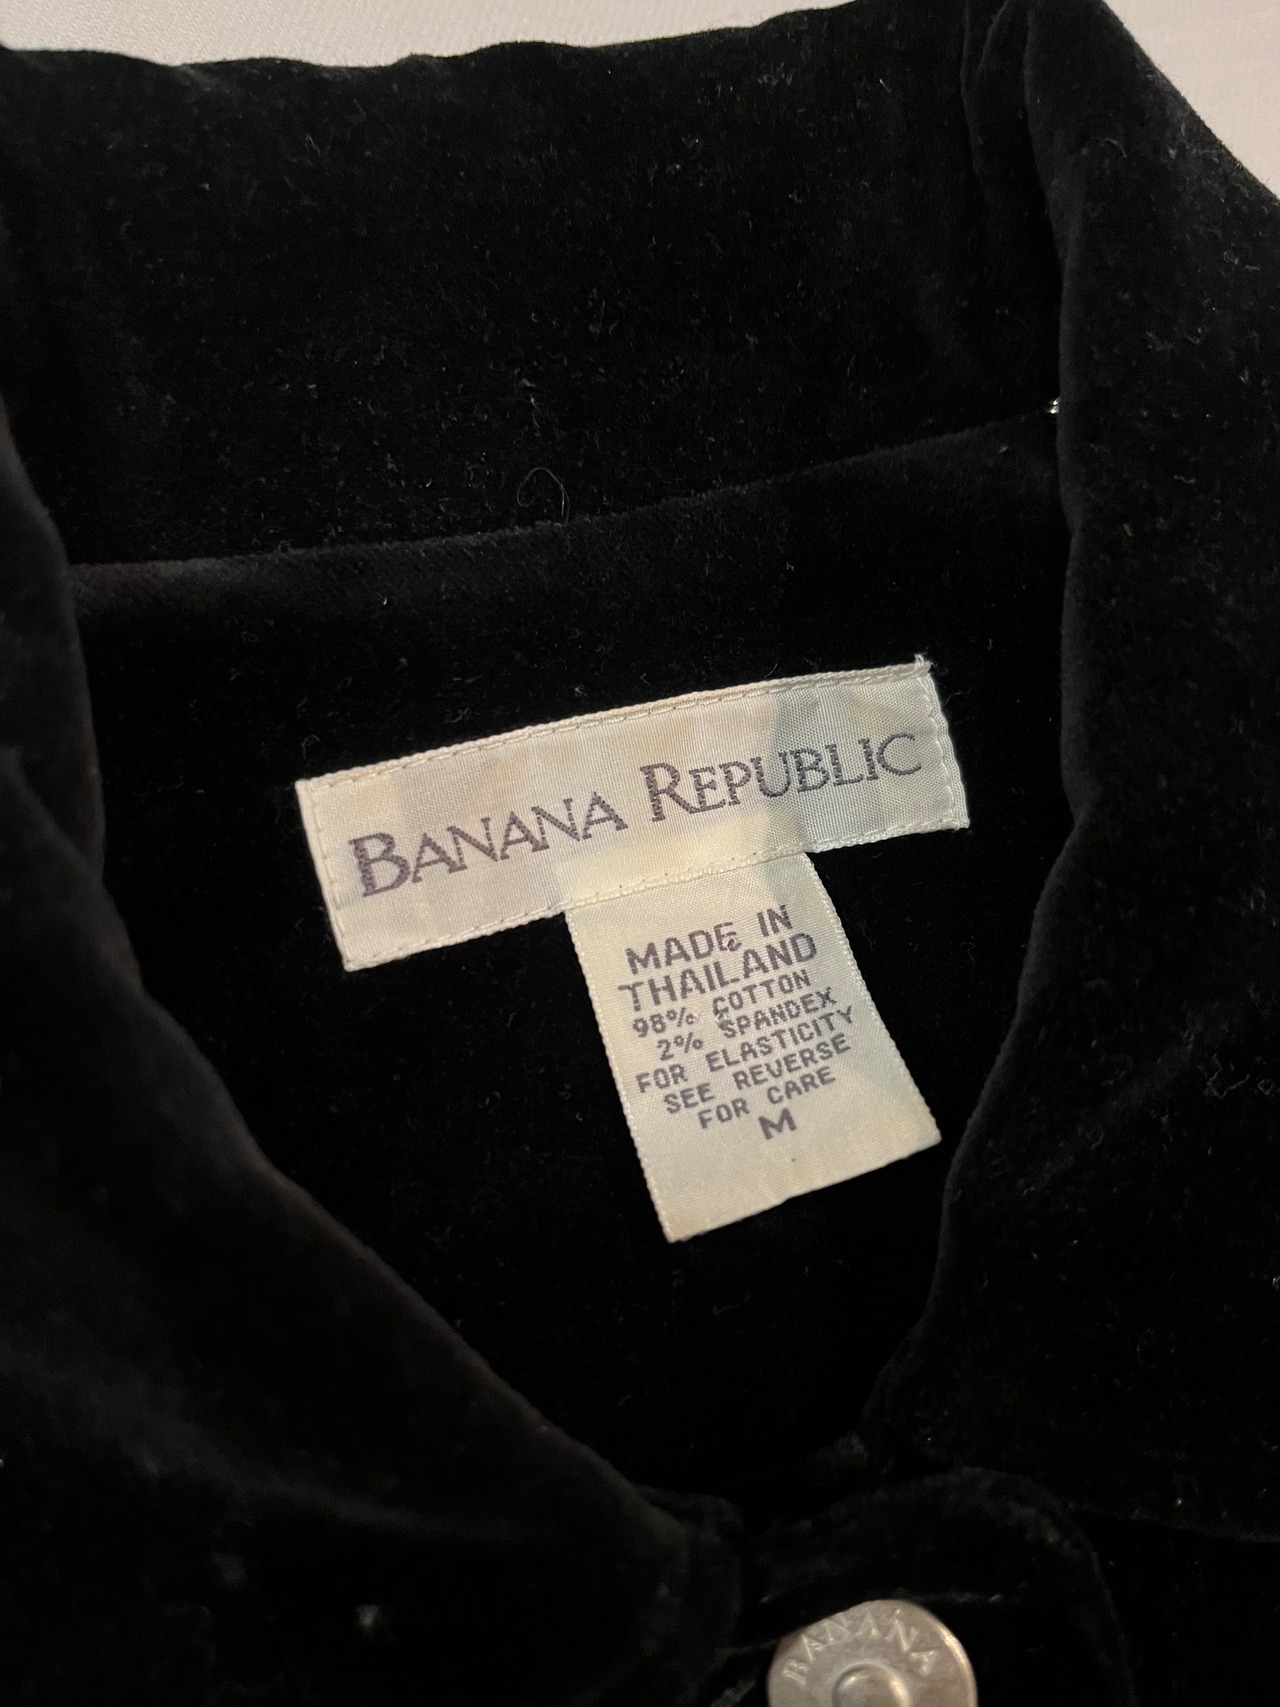 BANANA REPUBLIC
MADE IN
THAILAND
98% COTTON
2% SPANDEX
FOR ELASTICITY
SEE REVERSE
FOR CARE
M
BANANA